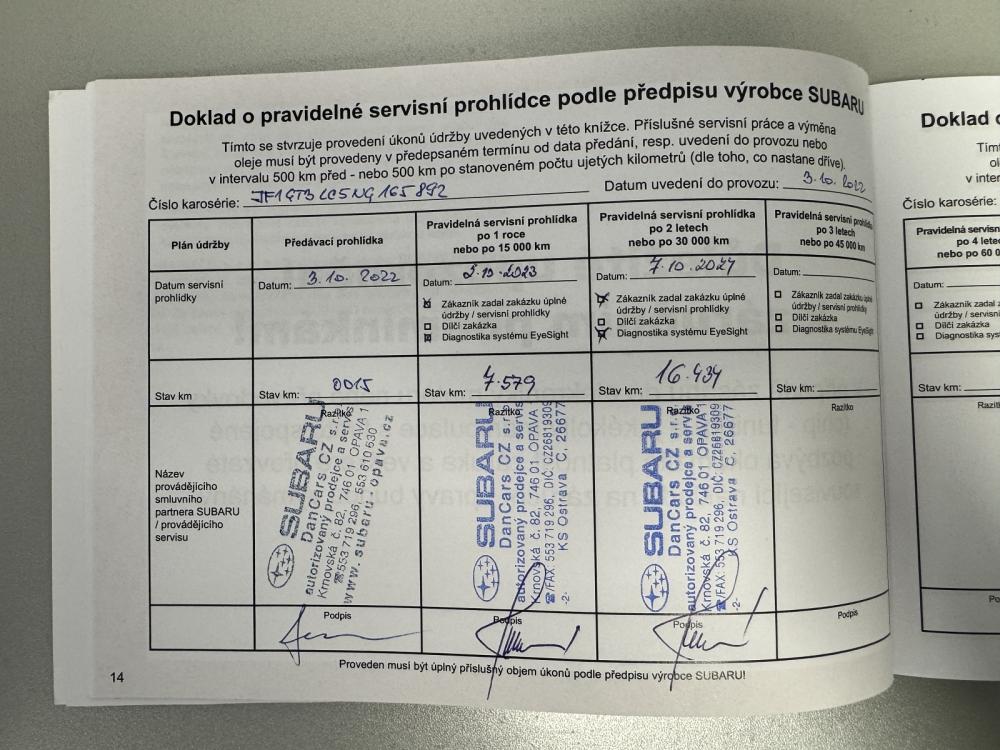 Doklad o pravidelné servisní prohlídce podle předpisu výrobce SUBARU
Tímto se stvrzuje provedení úkonů údržby uvedených v této knížce. Příslušné servisní práce a výměna
oleje musí být provedeny v předepsaném termínu od data předání, resp. uvedení do provozu nebo
v intervalu 500 km před - nebo 500 km po stanoveném počtu ujetých kilometrů (dle toho, co nastane dříve).
Číslo karosérie: JF1GT3LC5NG165892 Datum uvedení do provozu: 3.10.2022
Plán údržby
Předávací prohlídka
Pravidelná servisní prohlídka
po 1 roce
nebo po 15 000 km
Pravidelná servisní prohlídka
po 2 letech
nebo po 30 000 km
Pravidelná servisní prohlídka
po 3 letech
nebo po 45 000 km
Datum servisní
prohlídky
Datum: 3.10.2022
Datum: 2.10.2023
Zákazník zadal zakázku úplné
údržby / servisní prohlídky
Dílčí zakázka
Diagnostika systému EyeSight
Datum: 7.10.2024
Zákazník zadal zakázku úplné
údržby / servisní prohlídky
Dílčí zakázka
Diagnostika systému EyeSight
Datum:
Zákazník zadal zakázku úplné
údržby / servisní prohlídky
Dílčí zakázka
Diagnostika systému EyeSight
Stav km
Stav km: 0015
Stav km: 7.579
Stav km: 16.434
Stav km:
Název
provádějícího
smluvního
partnera SUBARU
/ provádějícího
servisu
Razítko
SUBARU
DanCars CZ s.r.o.
autorizovaný prodejce a servis
Krnovská č. 82, 746 01 OPAVA 1
☎553 719 296, 553 610 630
www.subaru-opava.cz
Razítko
SUBARU
DanCars CZ s.r.o.
autorizovaný prodejce a servis
Krnovská č. 82, 746 01 OPAVA 1
☎/FAX: 553 719 296, DIČ: CZ26819309
KS Ostrava C. 26677
-2-
Razítko
SUBARU
DanCars CZ s.r.o.
autorizovaný prodejce a servis
Krnovská č. 82, 746 01 OPAVA 1
☎/FAX: 553 719 296, DIČ: CZ26819309
KS Ostrava C. 26677
-2-
Razítko
Podpis
Podpis
Podpis
Podpis
Proveden musí být úplný příslušný objem úkonů podle předpisu výrobce SUBARU!
14
Doklad
Číslo karosérie:
Pravidelná servisn
po 4 lete
nebo po 60 0
Datum:
Zákazník z
údržby / servisn
Dílčí zakázka
Diagnostika s
Stav km: